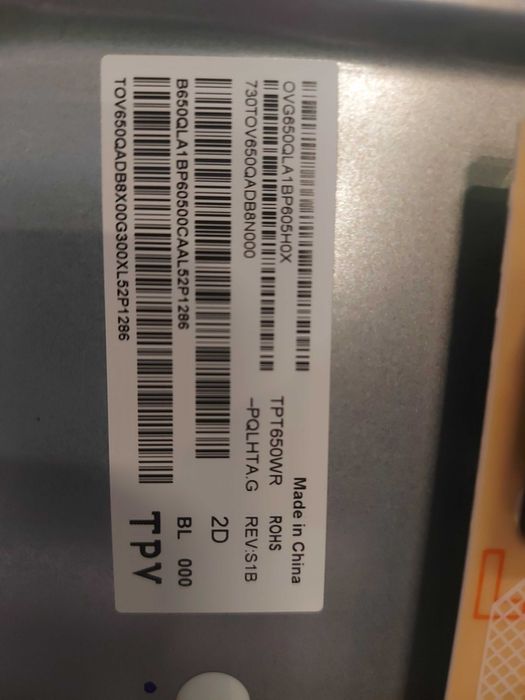 Made in China
OVG650QLA1BP605H0X
TPT650WR ROHS
730TOV650QADB8N000
-PQLHTA.G REV:S1B
2D
B650QLA1BP60500CAAL52P1286
BL 000
TOV650QADB8X00G300XL52P1286
TPV